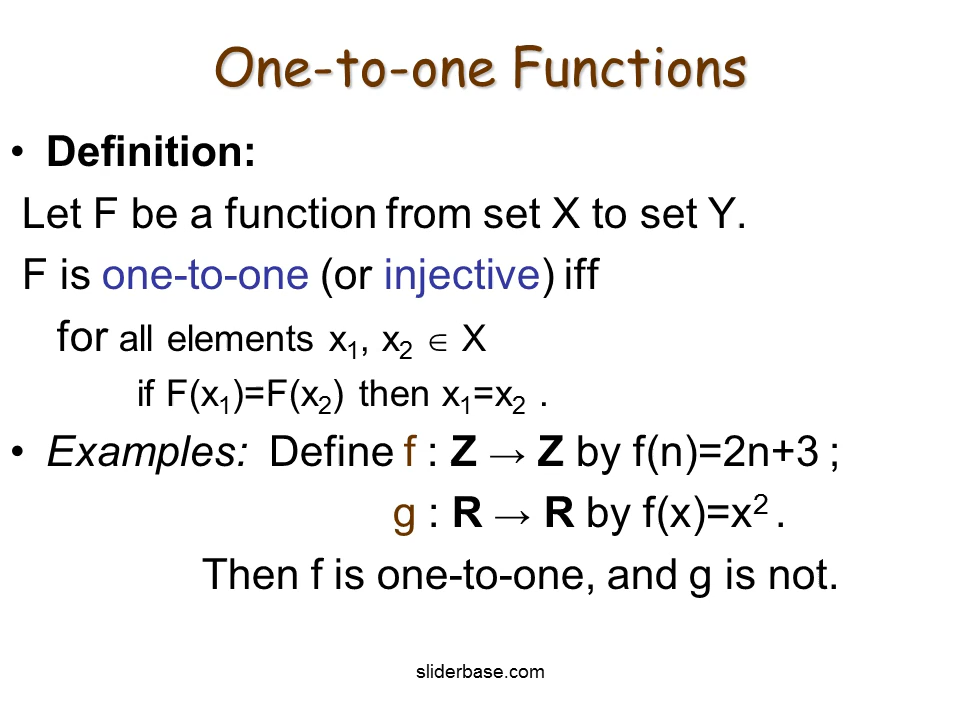 One-to-one Functions
• Definition:
Let F be a function from set X to set Y.
F is one-to-one (or injective) iff
for all elements x₁, x₂ ∈ X
if F(x₁)=F(x₂) then x₁=x₂ .
• Examples: Define f : Z → Z by f(n)=2n+3 ;
g : R → R by f(x)=x² .
Then f is one-to-one, and g is not.
sliderbase.com